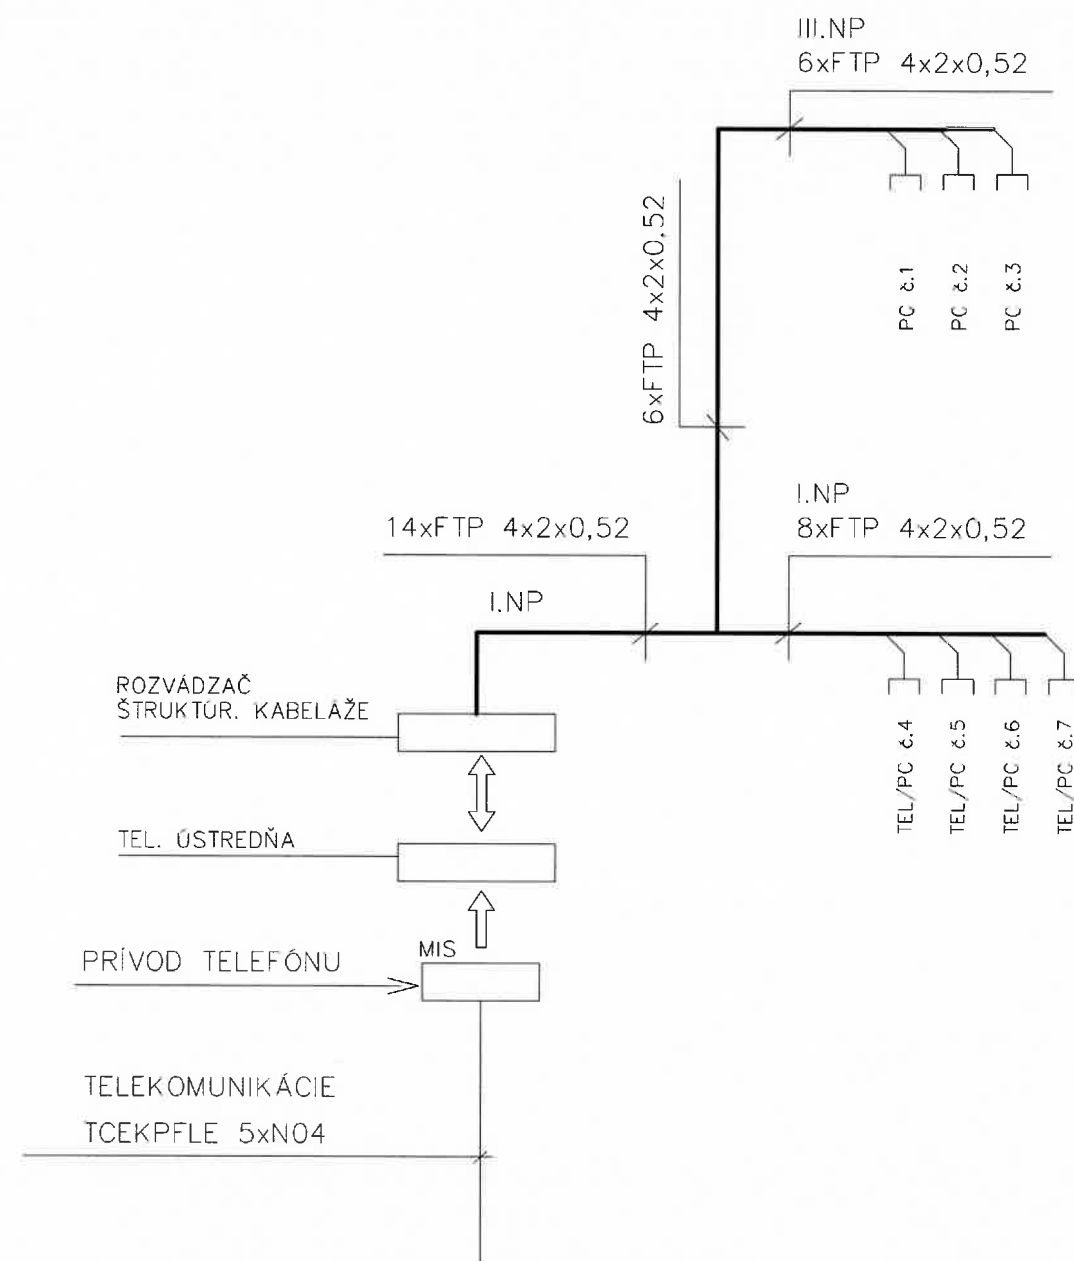 III.NP
6xFTP 4x2x0,52
6xFTP 4x2x0,52
PC č.1
PC č.2
PC č.3
14xFTP 4x2x0,52
I.NP
8xFTP 4x2x0,52
I.NP
ROZVÁDZAČ
ŠTRUKTÚR. KABELÁŽE
TEL/PC č.4
TEL/PC č.5
TEL/PC č.6
TEL/PC č.7
TEL. ÚSTREDŇA
MIS
PRÍVOD TELEFÓNU
TELEKOMUNIKÁCIE
TCEKPFLE 5xN04